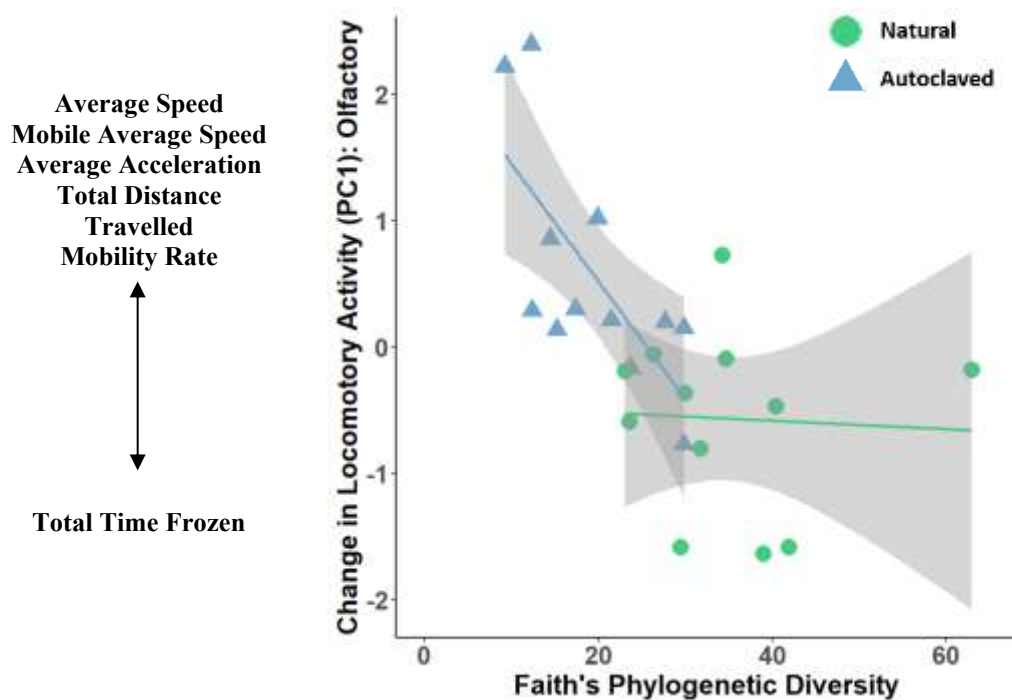 Natural
Autoclaved
Average Speed
Mobile Average Speed
Average Acceleration
Total Distance
Travelled
Mobility Rate
Total Time Frozen
Change in Locomotory Activity (PC1): Olfactory
2
1
0
-1
-2
0 20 40 60
Faith's Phylogenetic Diversity